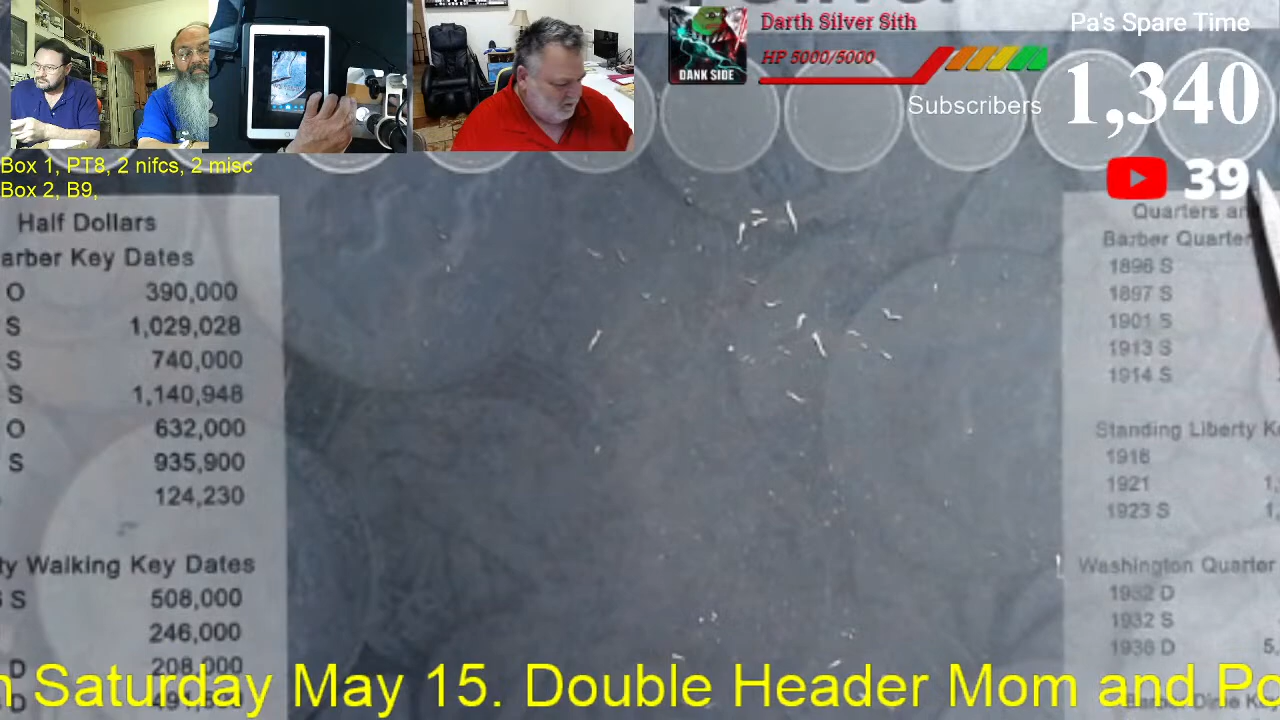 Darth Silver Sith
HP 5000/5000
DANK SIDE
Pa's Spare Time
Subscribers 1,340
39
Box 1, PT8, 2 nifcs, 2 misc
Box 2, B9,
Half Dollars
arber Key Dates
O 390,000
S 1,029,028
S 740,000
S 1,140,948
O 632,000
S 935,900
124,230
ty Walking Key Dates
S 508,000
246,000
D 208,000
D
Quarters an
Barber Quarter
1896 S
1897 S
1901 S
1913 S
1914 S
Standing Liberty K
1916
1921 1,
1923 S 1,
Washington Quarter
1932 D
1932 S
1936 D 5,
n Saturday May 15. Double Header Mom and Po